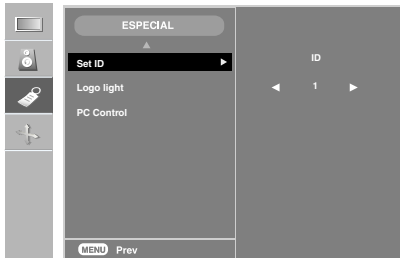 ESPECIAL
Set ID
Logo light
PC Control
ID
1
MENU Prev